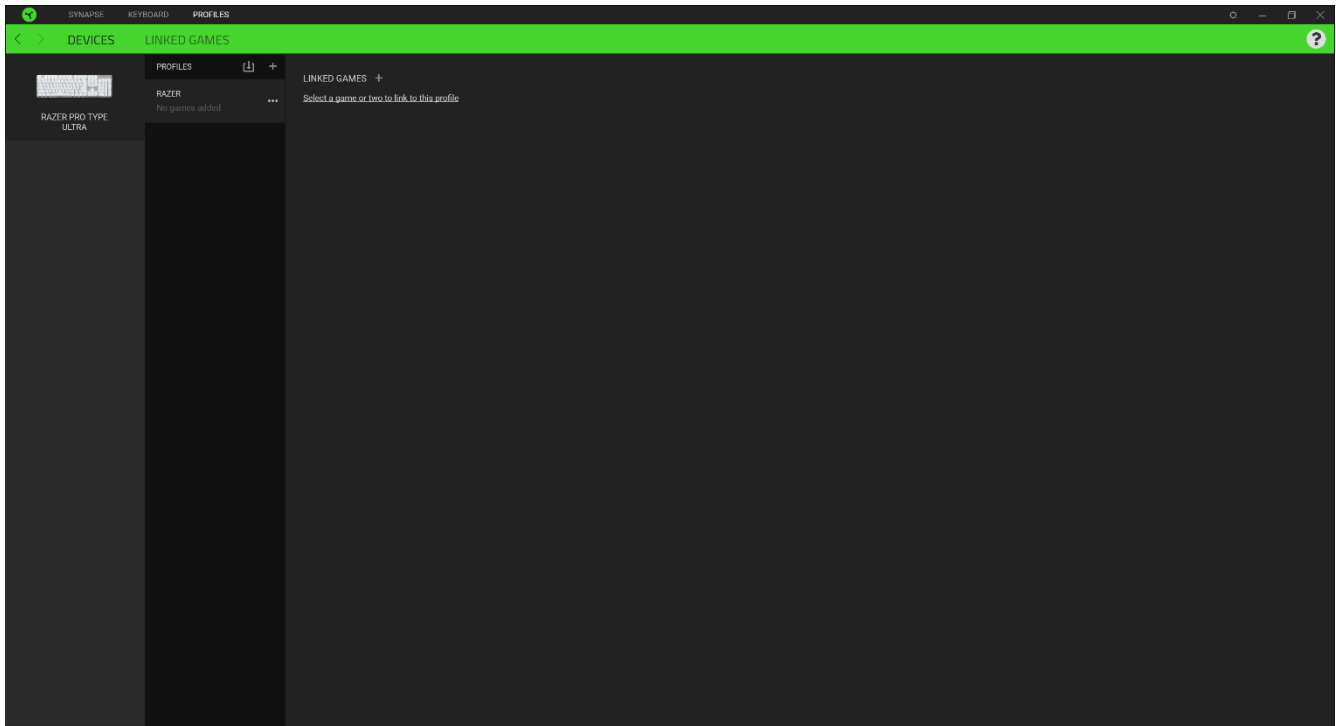 SYNAPSE KEYBOARD PROFILES
DEVICES LINKED GAMES
RAZER PRO TYPE
ULTRA
PROFILES
RAZER
No games added
LINKED GAMES +
Select a game or two to link to this profile